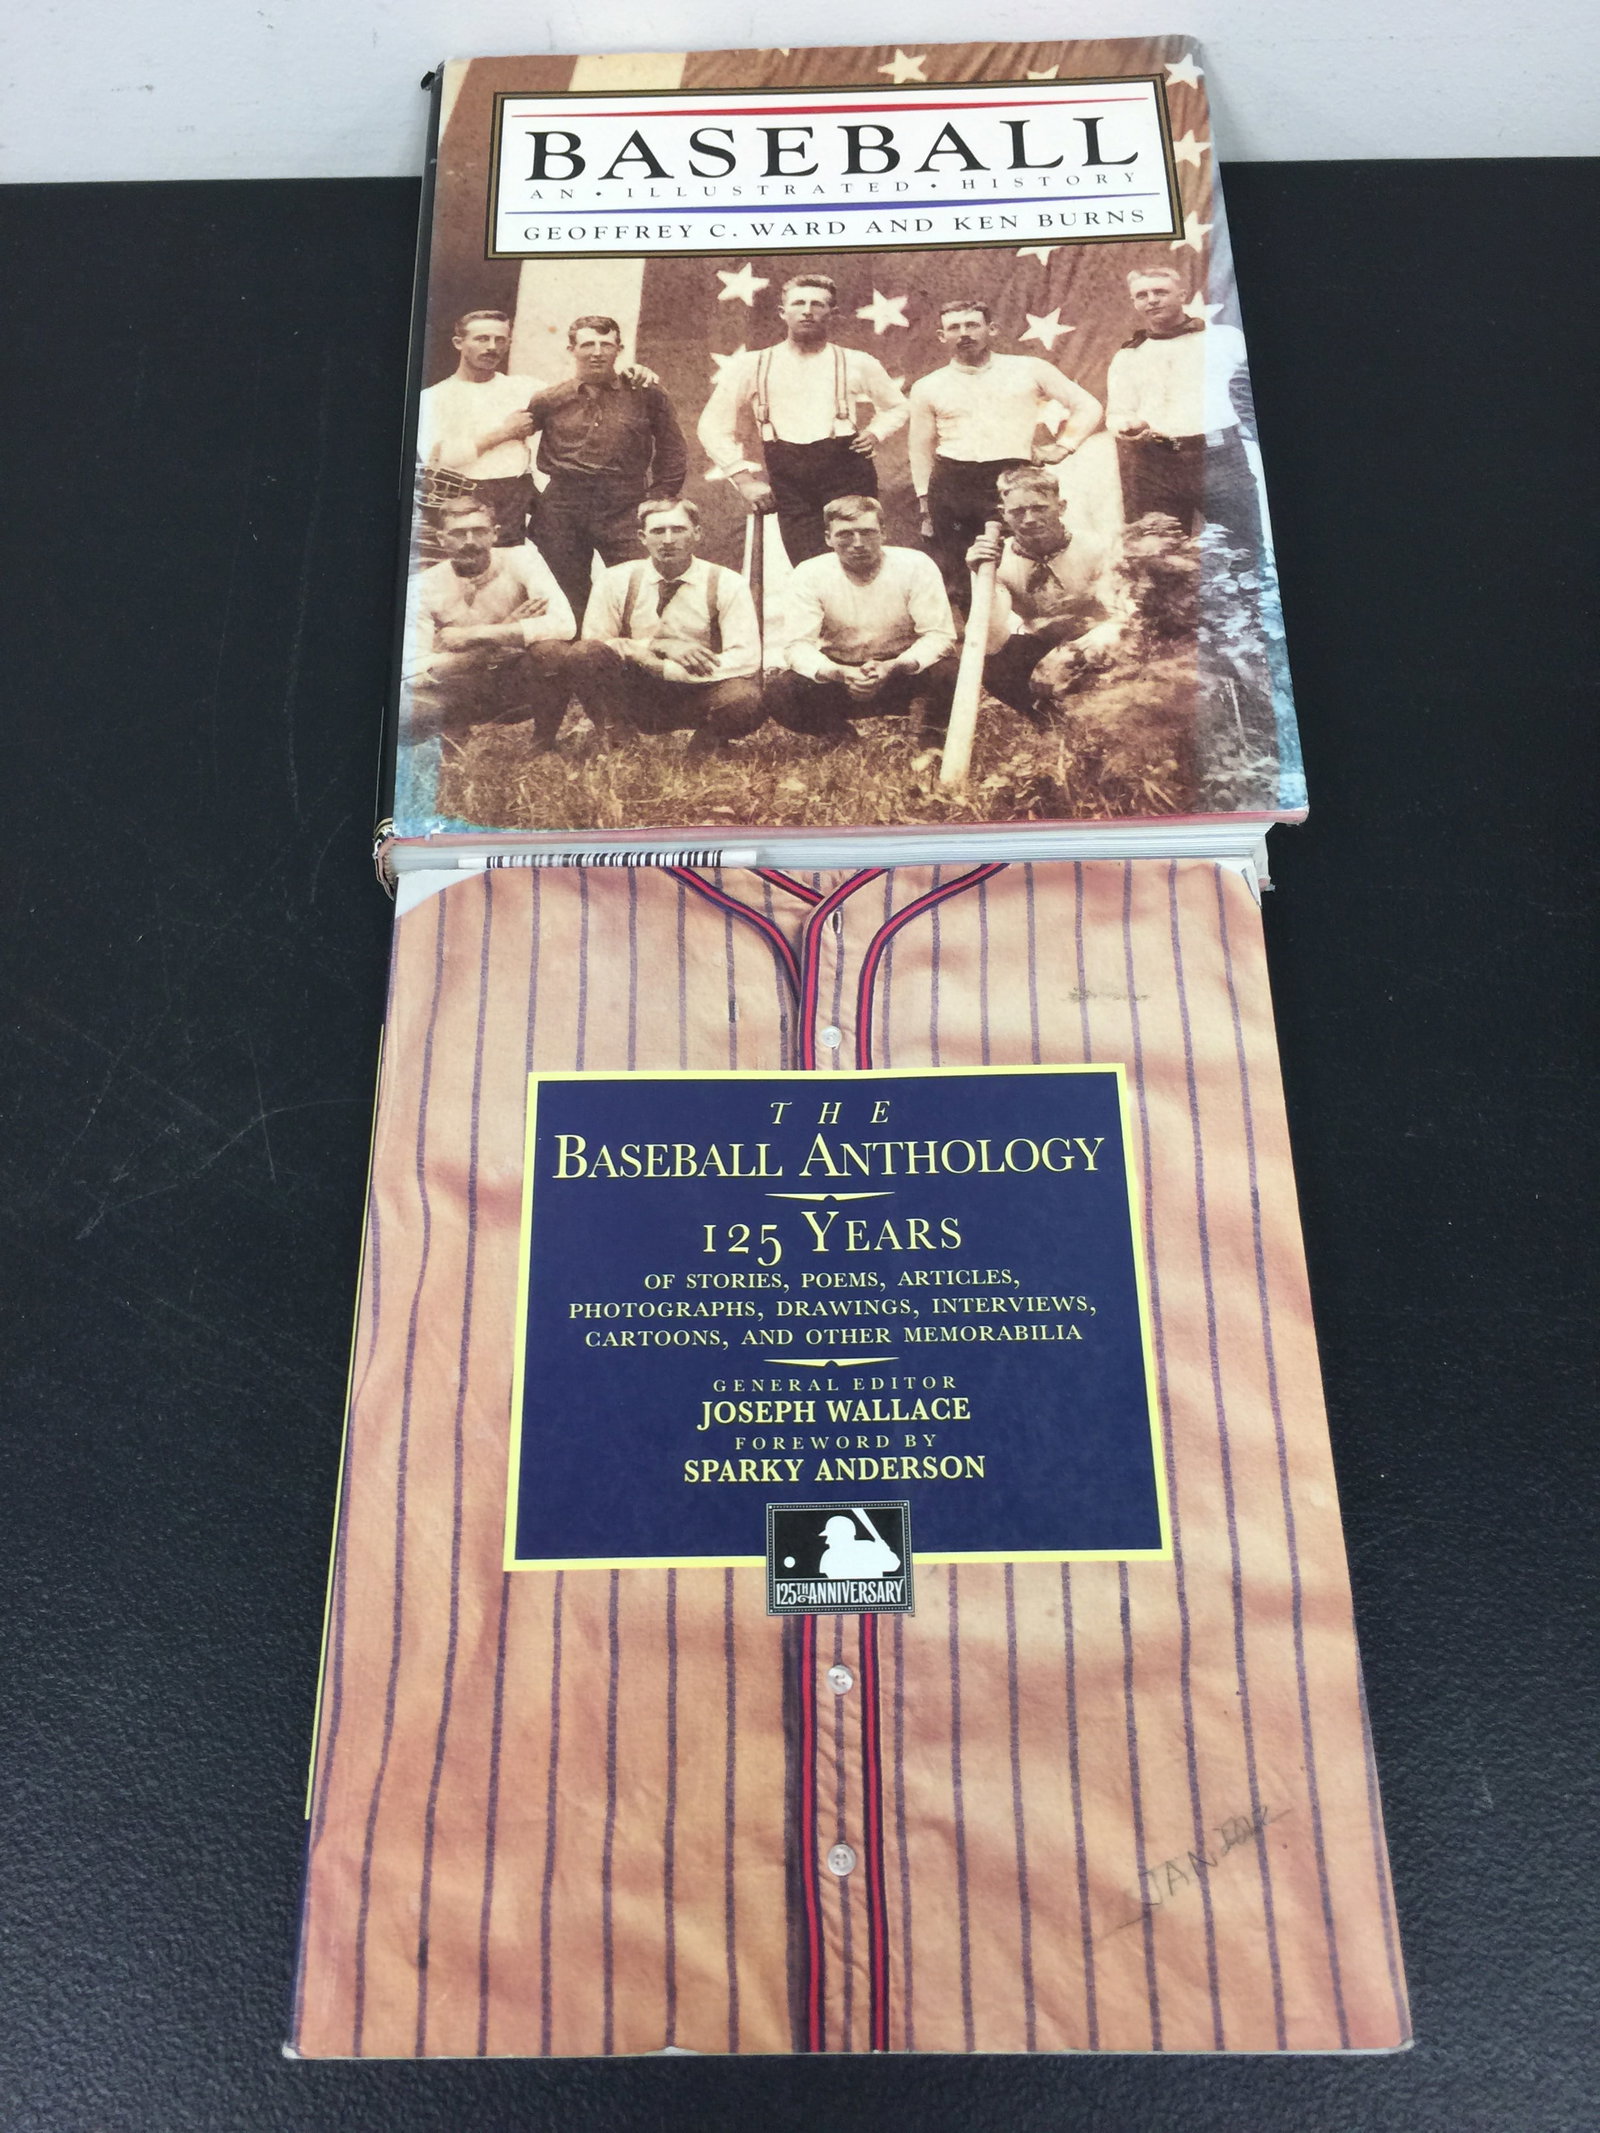 BASEBALL
AN • ILLUSTRATED • HISTORY
GEOFFREY C. WARD AND KEN BURNS
THE
BASEBALL ANTHOLOGY
125 YEARS
OF STORIES, POEMS, ARTICLES,
PHOTOGRAPHS, DRAWINGS, INTERVIEWS,
CARTOONS, AND OTHER MEMORABILIA
GENERAL EDITOR
JOSEPH WALLACE
FOREWORD BY
SPARKY ANDERSON
125TH ANNIVERSARY